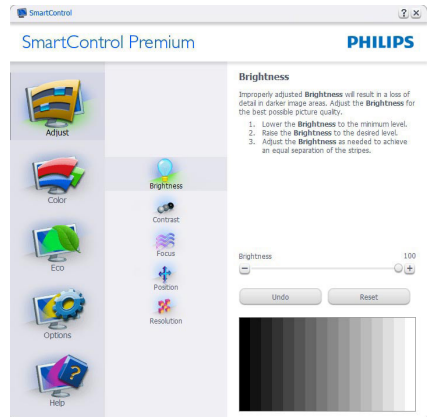 SmartControl
SmartControl Premium
PHILIPS
Adjust
Color
Eco
Options
Help
Brightness
Contrast
Focus
Position
Resolution
Brightness
Improperly adjusted Brightness will result in a loss of
detail in darker image areas. Adjust the Brightness for
the best possible picture quality.
1. Lower the Brightness to the minimum level.
2. Raise the Brightness to the desired level.
3. Adjust the Brightness as needed to achieve
an equal separation of the stripes.
Brightness 100
Undo Reset